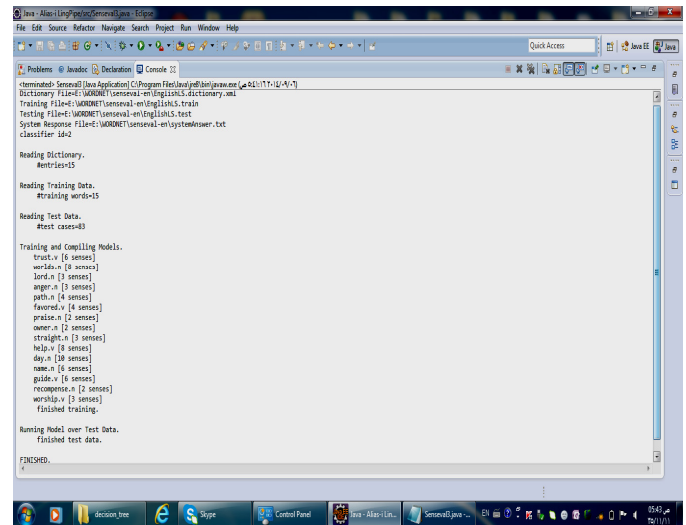 Java - Alias-i LingPipe/src/Senseval3.java - Eclipse
File Edit Source Refactor Navigate Search Project Run Window Help
Quick Access
Java EE
Java
Problems
Javadoc
Declaration
Console
<terminated> Senseval3 [Java Application] C:\Program Files\Java\jre8\bin\javaw.exe
Dictionary File=E:\WORDNET\senseval-en\EnglishLS.dictionary.xml
Training File=E:\WORDNET\senseval-en\EnglishLS.train
Testing File=E:\WORDNET\senseval-en\EnglishLS.test
System Response File=E:\WORDNET\senseval-en\systemAnswer.txt
classifier id=2
Reading Dictionary.
#entries=15
Reading Training Data.
#training words=15
Reading Test Data.
#test cases=83
Training and Compiling Models.
trust.v [6 senses]
worlds.n [8 senses]
lord.n [3 senses]
anger.n [3 senses]
path.n [4 senses]
favored.v [4 senses]
praise.n [2 senses]
owner.n [2 senses]
straight.n [3 senses]
help.v [8 senses]
day.n [10 senses]
name.n [6 senses]
guide.v [6 senses]
recompense.n [2 senses]
worship.v [3 senses]
finished training.
Running Model over Test Data.
finished test data.
FINISHED.
decision_tree
Skype
Control Panel
Java - Alias-i Lin...
Senseval3.java -...
EN
05:43 ص